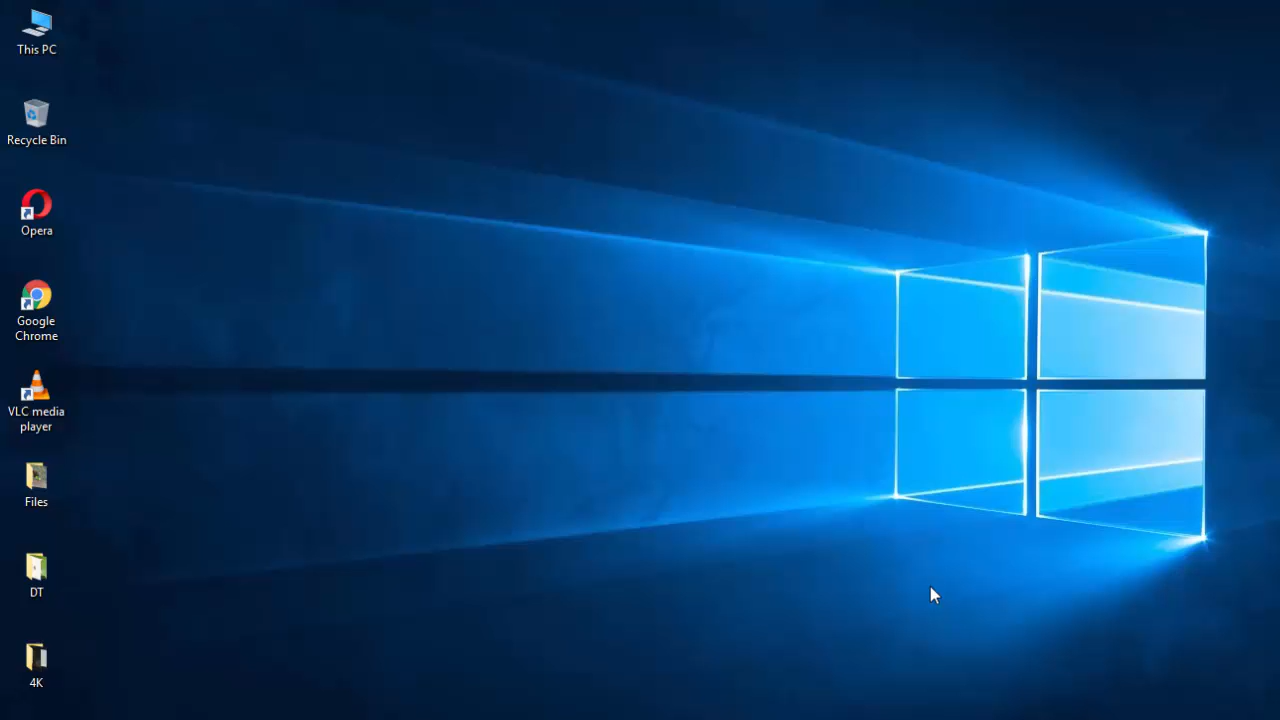 This PC
Recycle Bin
Opera
Google
Chrome
VLC media
player
Files
DT
4K